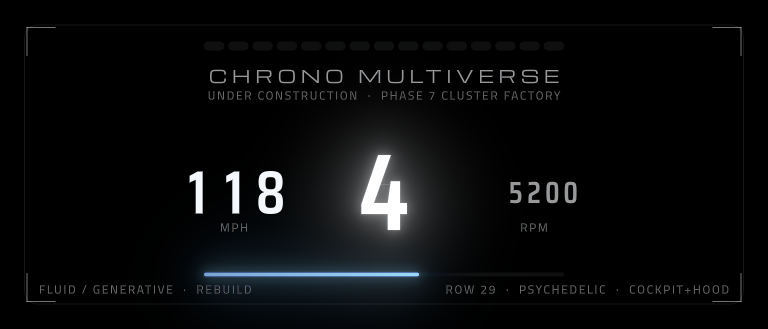 CHRONO MULTIVERSE
UNDER CONSTRUCTION · PHASE 7 CLUSTER FACTORY
118
MPH
4
5200
RPM
FLUID / GENERATIVE · REBUILD
ROW 29 · PSYCHEDELIC · COCKPIT+HOOD